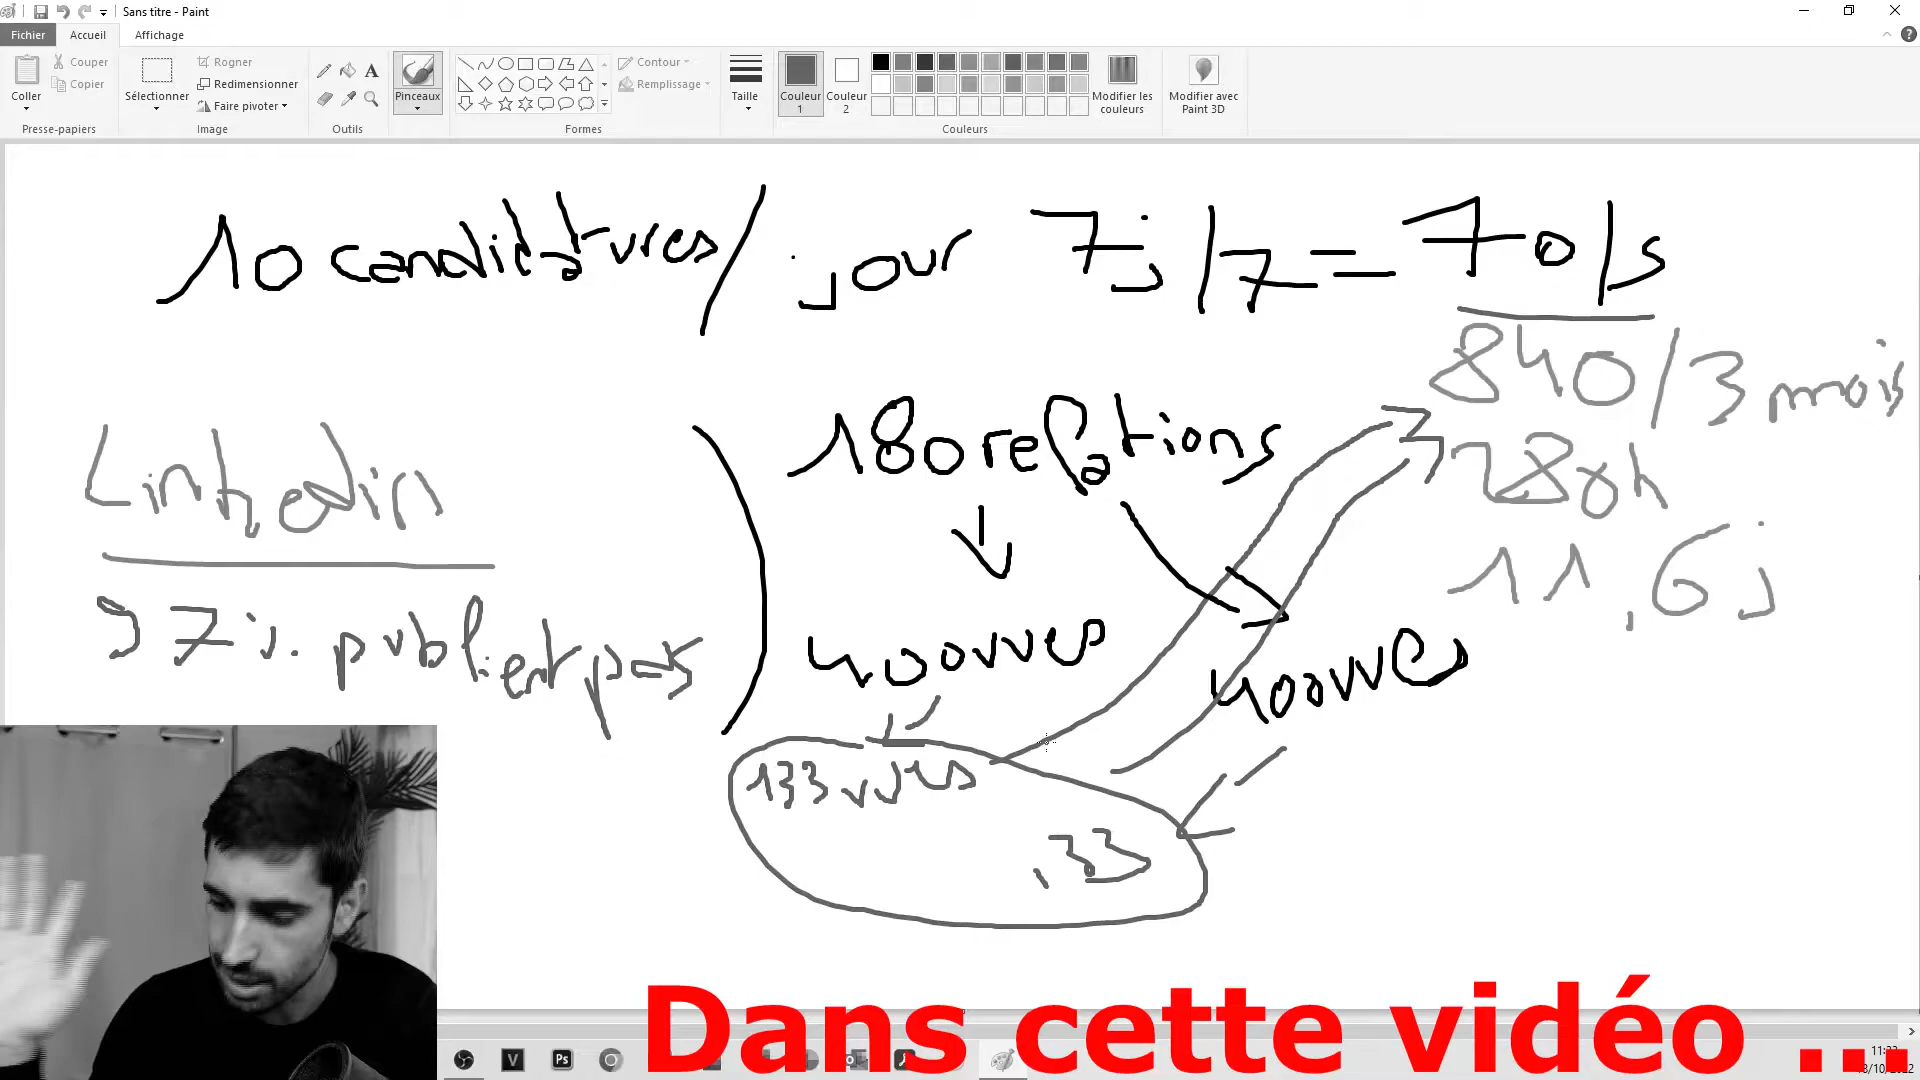 Sans titre - Paint
Fichier Accueil Affichage
Coller
Couper
Copier
Presse-papiers
Sélectionner
Rogner
Redimensionner
Faire pivoter
Image
Outils
Pinceaux
Formes
Contour
Remplissage
Taille
Couleur 1
Couleur 2
Couleurs
Modifier les couleurs
Modifier avec Paint 3D
10 candidatures / jour 7j/7 = 70/s
840/3 mois
280h
11,6j
Linkedin
97%. publient pas
180 relations
400 vues
400 vues
133 vues
133
Dans cette vidéo ...